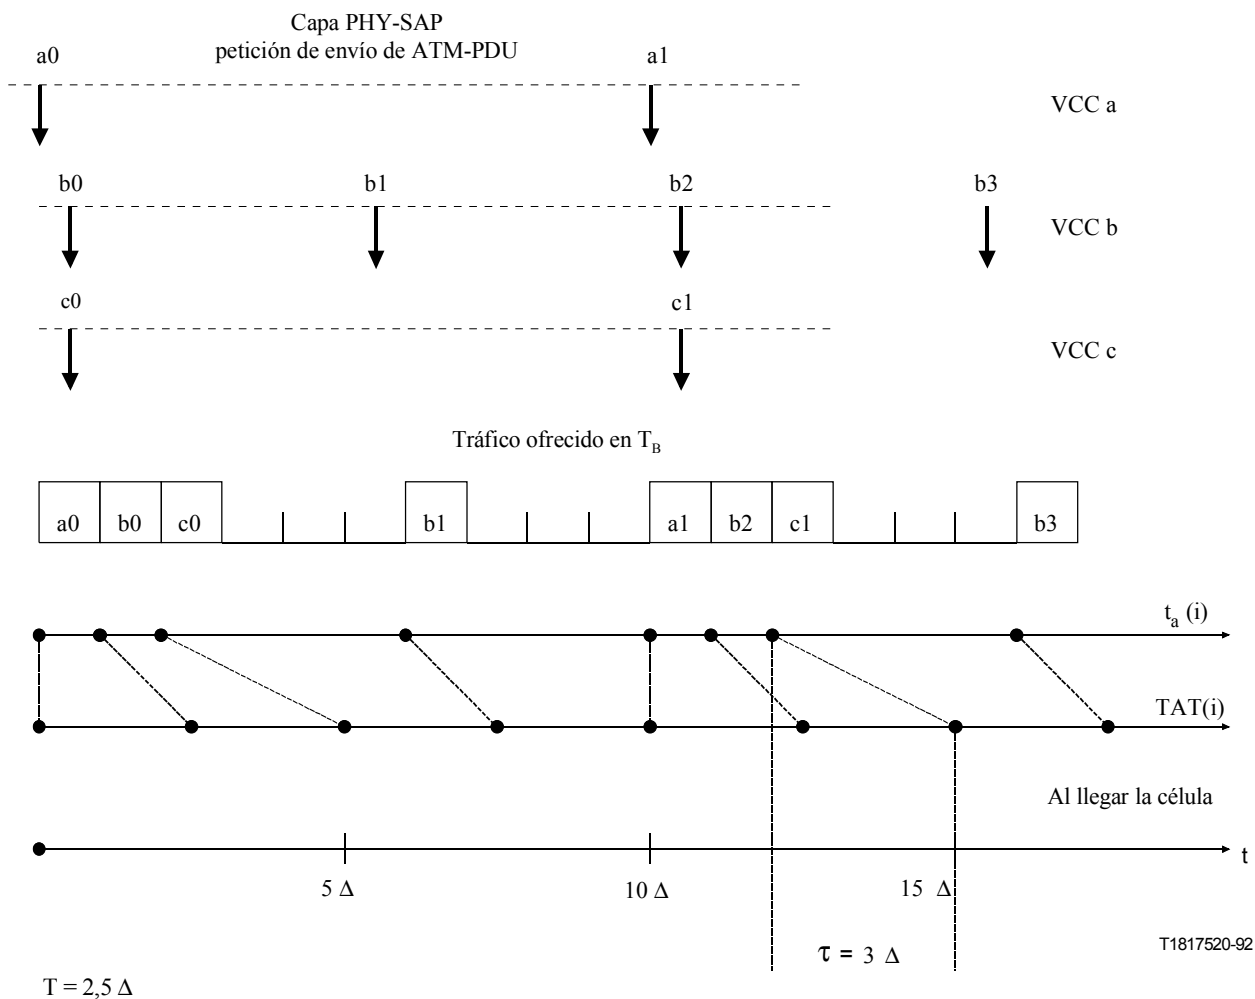 Capa PHY-SAP
petición de envío de ATM-PDU
a0 a1
VCC a
b0 b1 b2 b3
VCC b
c0 c1
VCC c
Tráfico ofrecido en T_B
a0 b0 c0 b1 a1 b2 c1 b3
t_a (i)
TAT(i)
Al llegar la célula
t
5 Δ 10 Δ 15 Δ
τ = 3 Δ
T1817520-92
T = 2,5 Δ